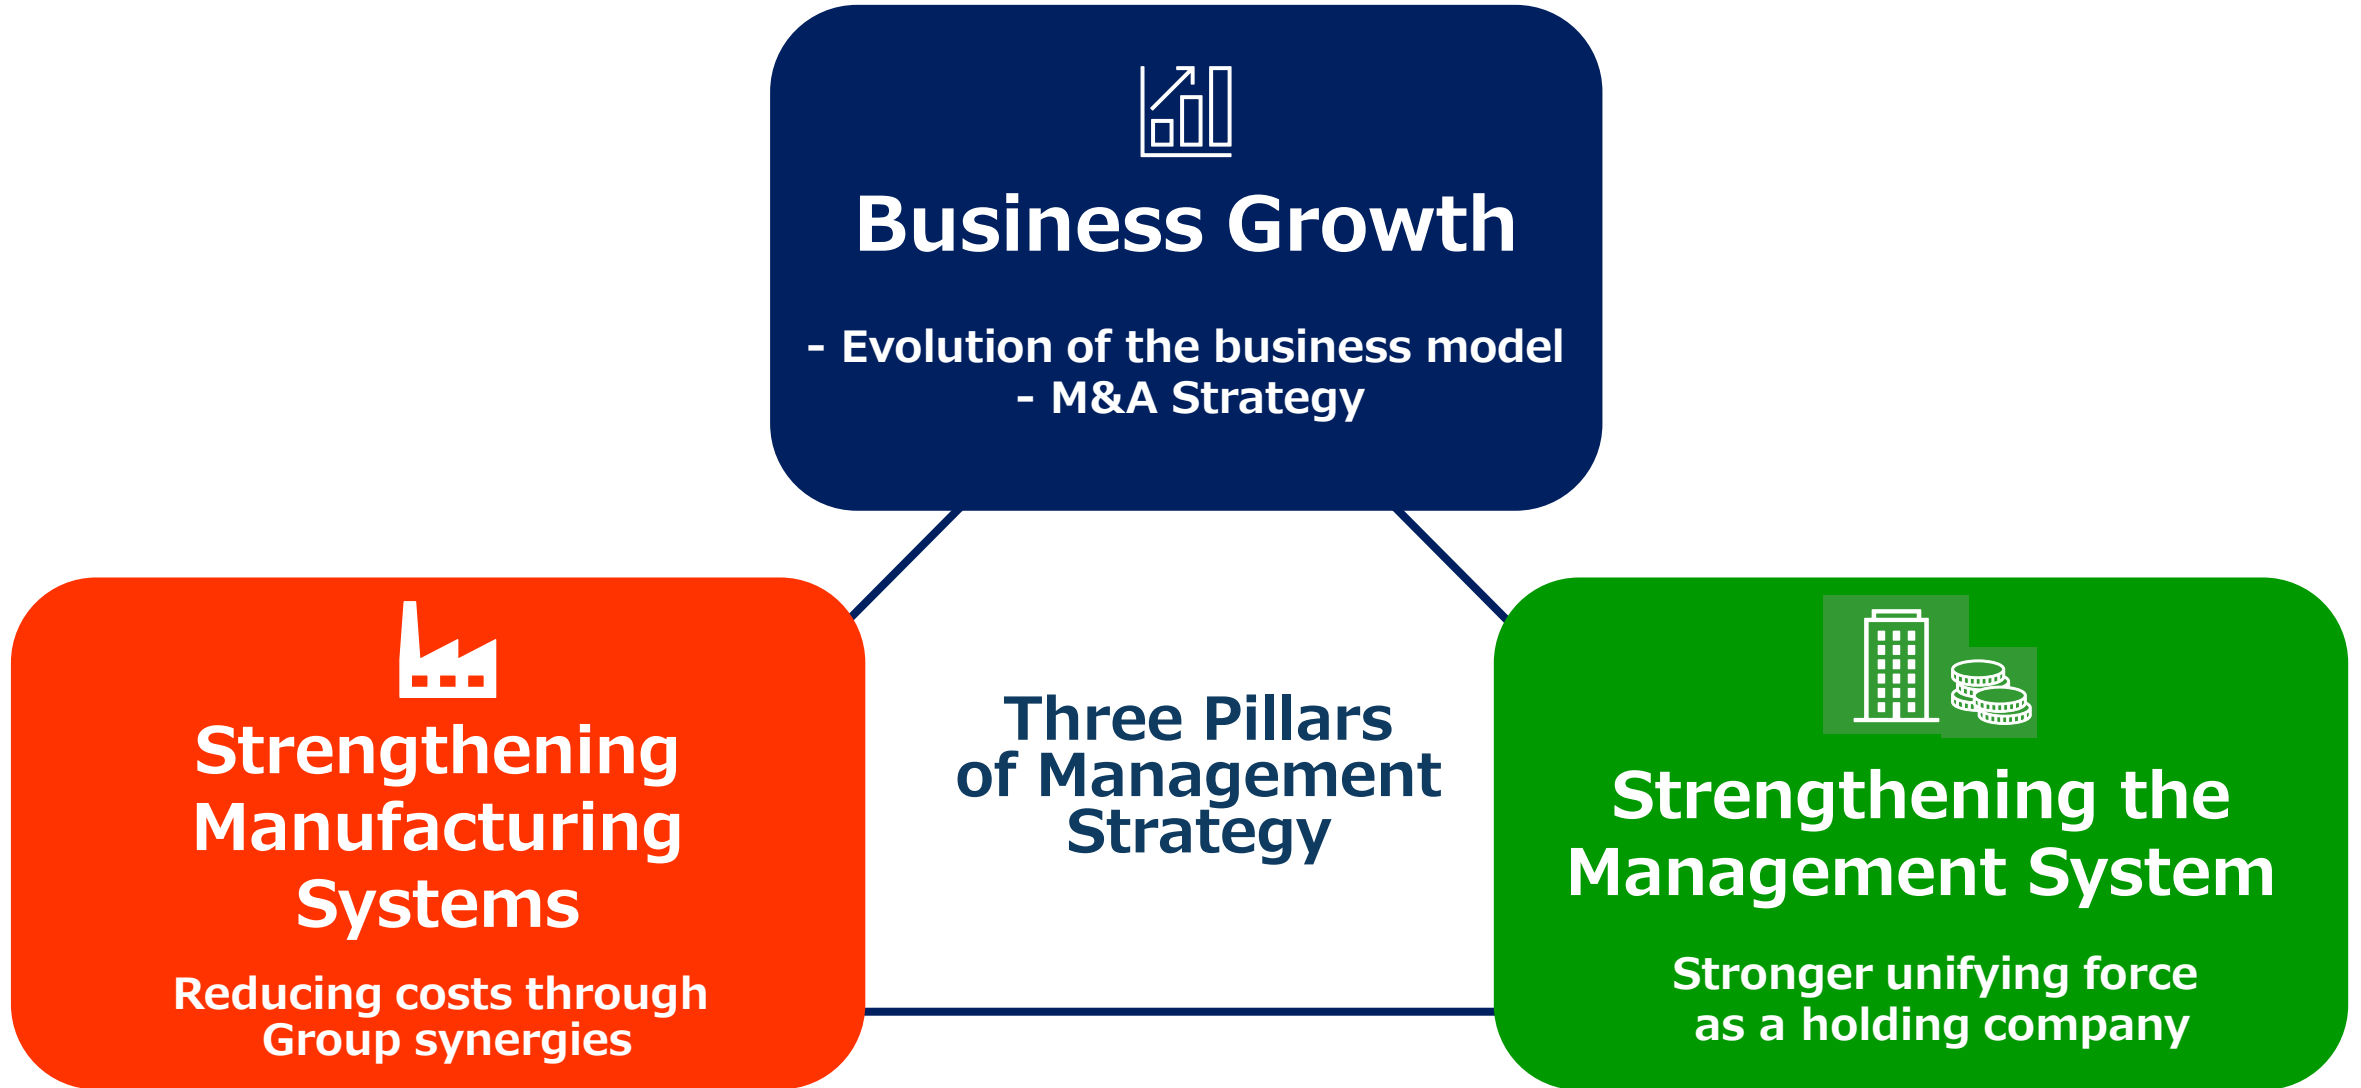 Business Growth
- Evolution of the business model
- M&A Strategy
Three Pillars
of Management
Strategy
Strengthening
Manufacturing
Systems
Reducing costs through
Group synergies
Strengthening the
Management System
Stronger unifying force
as a holding company